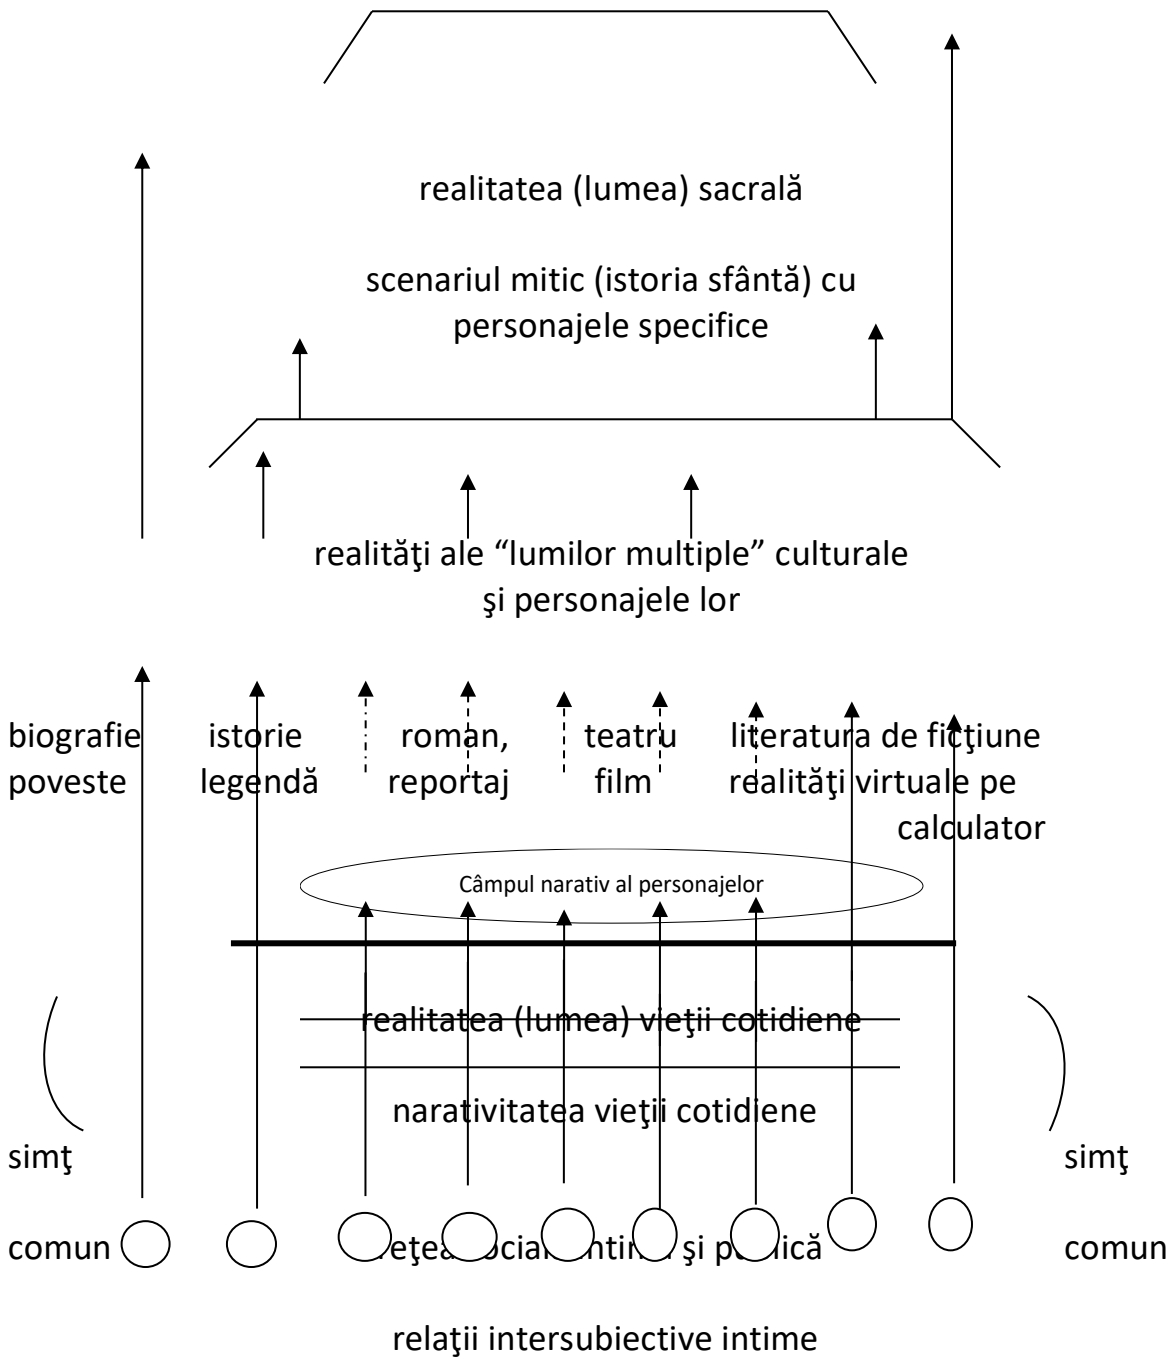 realitatea (lumea) sacrală
scenariul mitic (istoria sfântă) cu
personajele specifice
realităţi ale “lumilor multiple” culturale
şi personajele lor
biografie istorie roman, teatru literatura de ficţiune
poveste legendă reportaj film realităţi virtuale pe
calculator
Câmpul narativ al personajelor
realitatea (lumea) vieţii cotidiene
narativitatea vieţii cotidiene
simţ simţ
comun şi comun
relaţii intersubiective intime